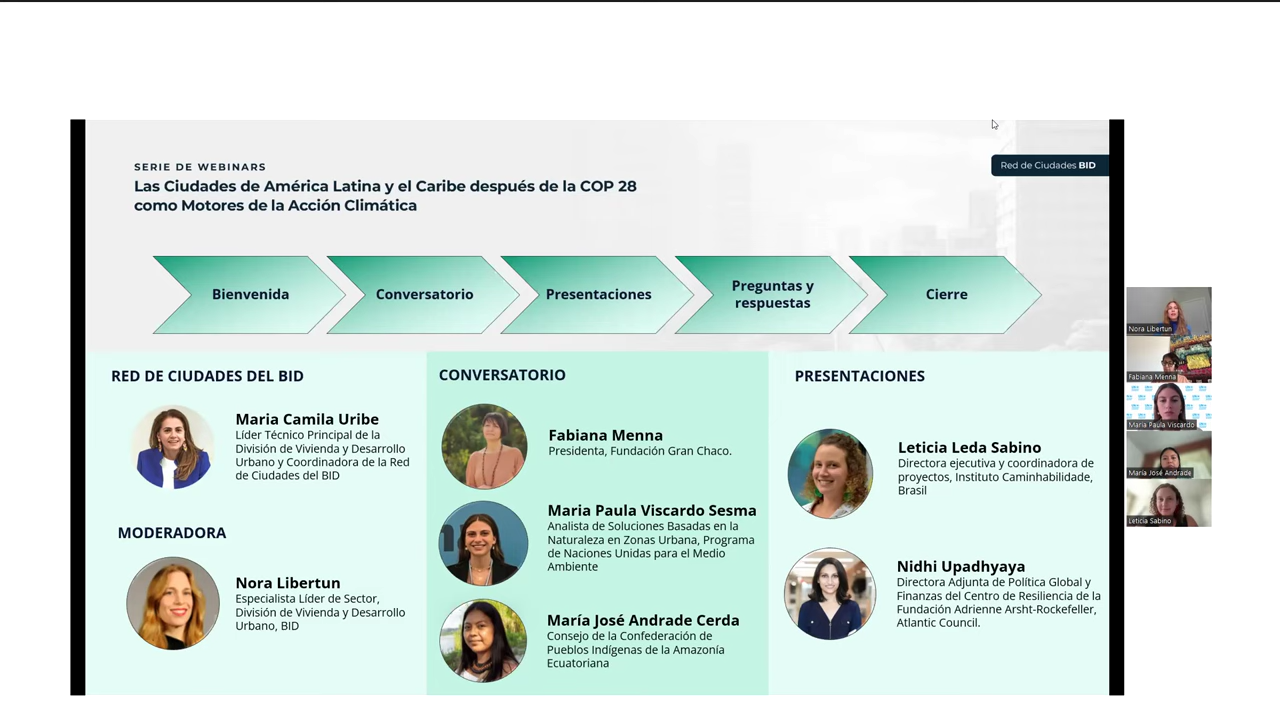 SERIE DE WEBINARS
Las Ciudades de América Latina y el Caribe después de la COP 28
como Motores de la Acción Climática
Red de Ciudades BID
Bienvenida
Conversatorio
Presentaciones
Preguntas y
respuestas
Cierre
RED DE CIUDADES DEL BID
Maria Camila Uribe
Líder Técnico Principal de la
División de Vivienda y Desarrollo
Urbano y Coordinadora de la Red
de Ciudades del BID
MODERADORA
Nora Libertun
Especialista Líder de Sector,
División de Vivienda y Desarrollo
Urbano, BID
CONVERSATORIO
Fabiana Menna
Presidenta, Fundación Gran Chaco.
Maria Paula Viscardo Sesma
Analista de Soluciones Basadas en la
Naturaleza en Zonas Urbana, Programa
de Naciones Unidas para el Medio
Ambiente
María José Andrade Cerda
Consejo de la Confederación de
Pueblos Indígenas de la Amazonía
Ecuatoriana
PRESENTACIONES
Leticia Leda Sabino
Directora ejecutiva y coordinadora de
proyectos, Instituto Caminhabilidade,
Brasil
Nidhi Upadhyaya
Directora Adjunta de Política Global y
Finanzas del Centro de Resiliencia de la
Fundación Adrienne Arsht-Rockefeller,
Atlantic Council.
Nora Libertun
Fabiana Menna
Maria Paula Viscardo
María José Andrade
Leticia Sabino